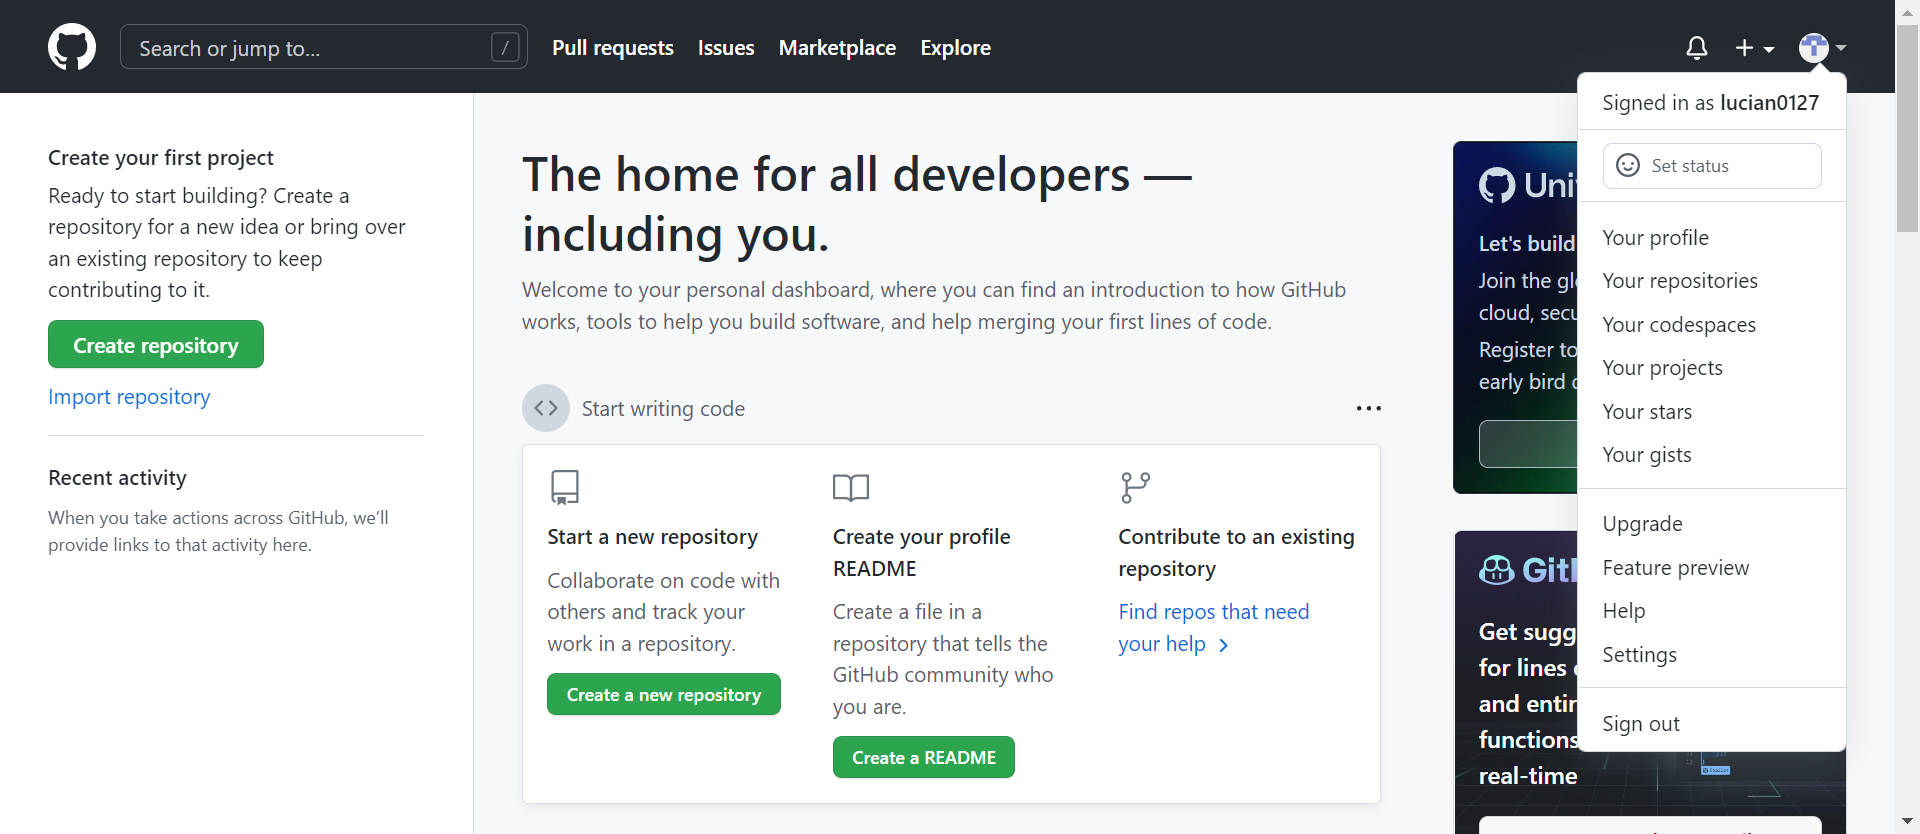 Search or jump to...
/
Pull requests
Issues
Marketplace
Explore
Signed in as lucian0127
Set status
Your profile
Your repositories
Your codespaces
Your projects
Your stars
Your gists
Upgrade
Feature preview
Help
Settings
Sign out
Create your first project
Ready to start building? Create a
repository for a new idea or bring over
an existing repository to keep
contributing to it.
Create repository
Import repository
Recent activity
When you take actions across GitHub, we'll
provide links to that activity here.
The home for all developers —
including you.
Welcome to your personal dashboard, where you can find an introduction to how GitHub
works, tools to help you build software, and help merging your first lines of code.
Start writing code
Start a new repository
Collaborate on code with
others and track your
work in a repository.
Create a new repository
Create your profile
README
Create a file in a
repository that tells the
GitHub community who
you are.
Create a README
Contribute to an existing
repository
Find repos that need
your help
Let's build
Join the
cloud,
Register to
early bird
Get
for lines
and
functions
real-time